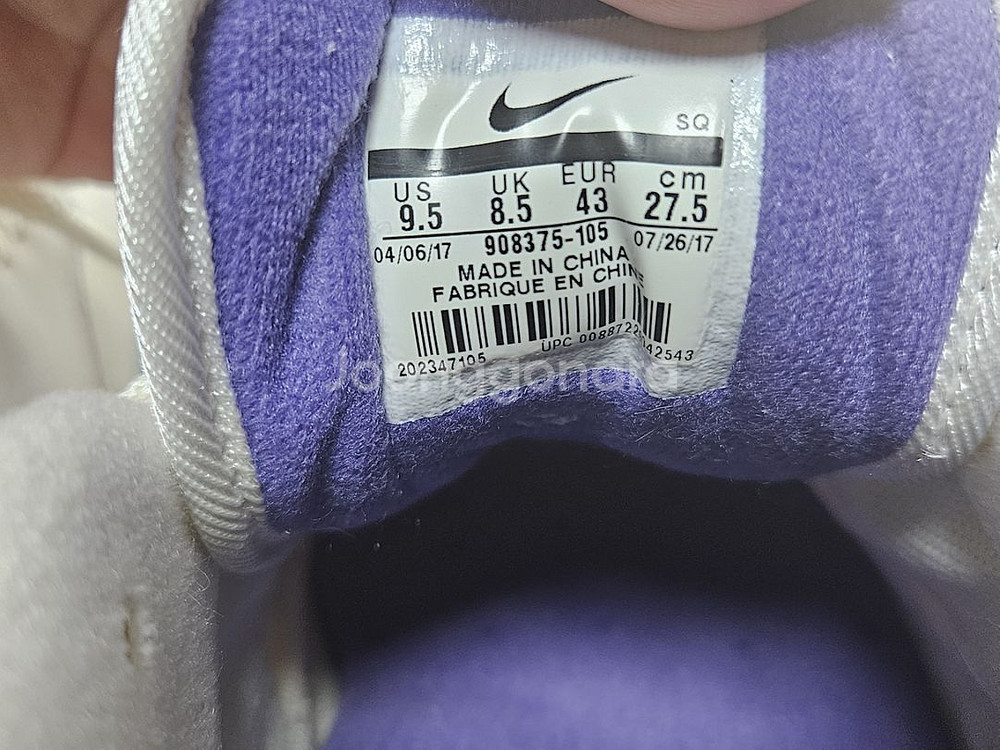 SQ
US UK EUR cm
9.5 8.5 43 27.5
04/06/17 908375-105 07/26/17
MADE IN CHINA
FABRIQUE EN CHINE
202347105 UPC